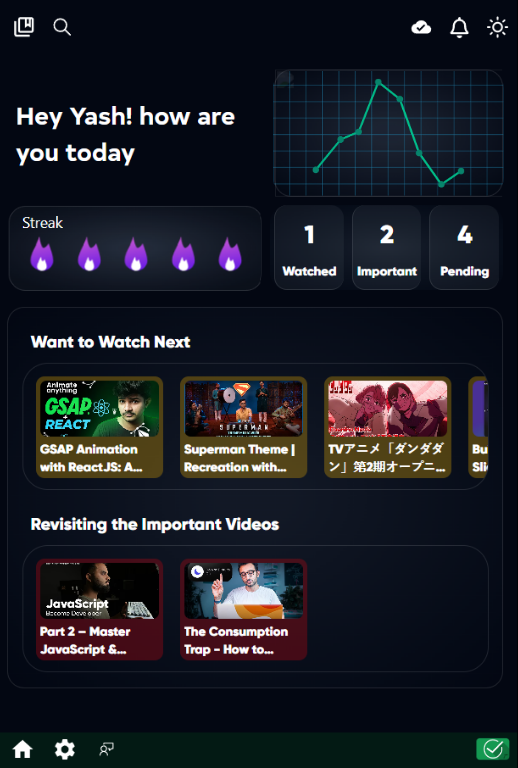 Hey Yash! how are
you today
Streak
1
Watched
2
Important
4
Pending
Want to Watch Next
Animate
anything
GSAP
+
REACT
GSAP Animation
with ReactJS: A...
SUPERMAN
Superman Theme |
Recreation with...
TVアニメ「ダンダダ
ン」第2期オープニ...
Bu
Sli
Revisiting the Important Videos
JavaScript
Become Developer
Part 2 – Master
JavaScript &...
The Consumption
Trap - How to...